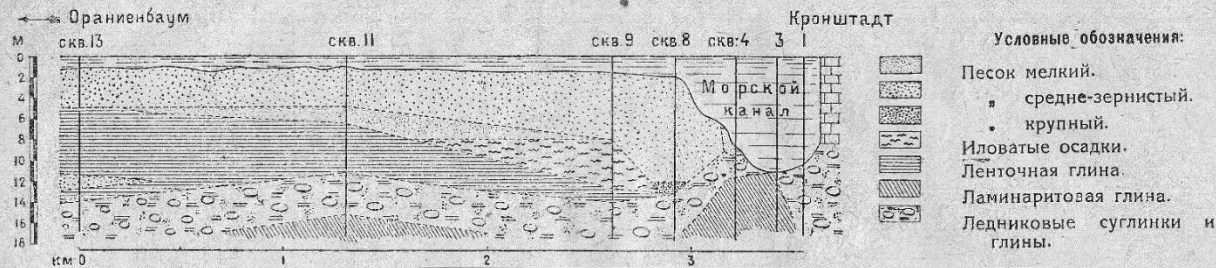 Ораниенбаум
Кронштадт
М скв.13 скв.11 скв.9 скв.8 скв.4 3 1
0
2
4
6
8
10
12
14
16
18
Морской
канал
км 0 1 2 3
Условные обозначения:
Песок мелкий.
„ средне-зернистый.
„ крупный.
Иловатые осадки.
Ленточная глина.
Ламинаритовая глина.
Ледниковые суглинки и
глины.